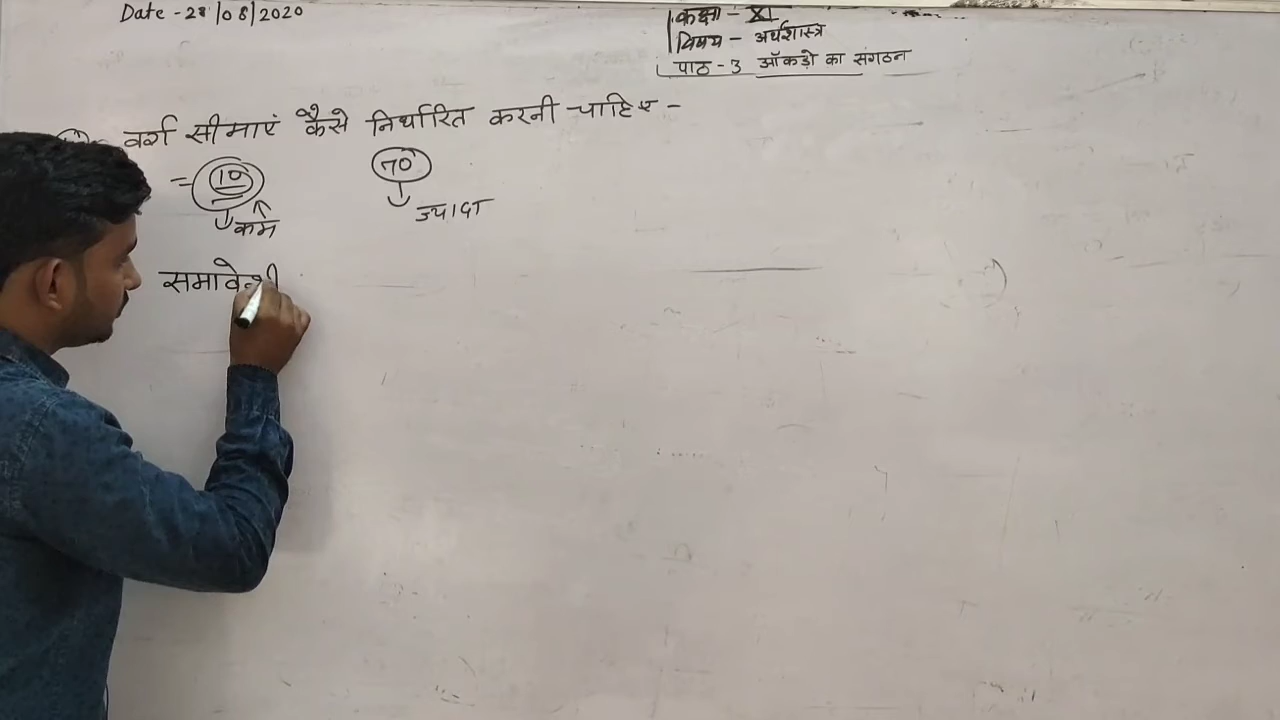 Date - 28/08/2020
कक्षा - XI
विषय - अर्थशास्त्र
पाठ - 3 आँकड़ो का संगठन
वर्ग सीमाएं कैसे निर्धारित करनी चाहिए -
= 10 70
कम ज्यादा
समावेशी